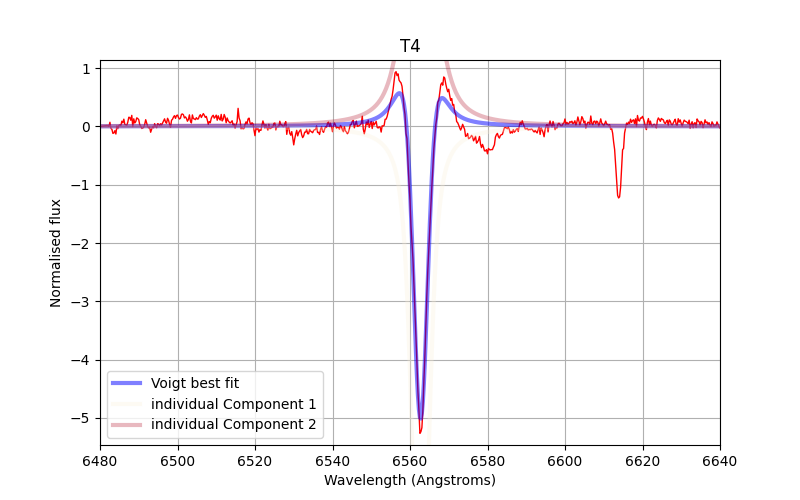 T4
Normalised flux
1
0
−1
−2
−3
−4
−5
Voigt best fit
individual Component 1
individual Component 2
6480 6500 6520 6540 6560 6580 6600 6620 6640
Wavelength (Angstroms)